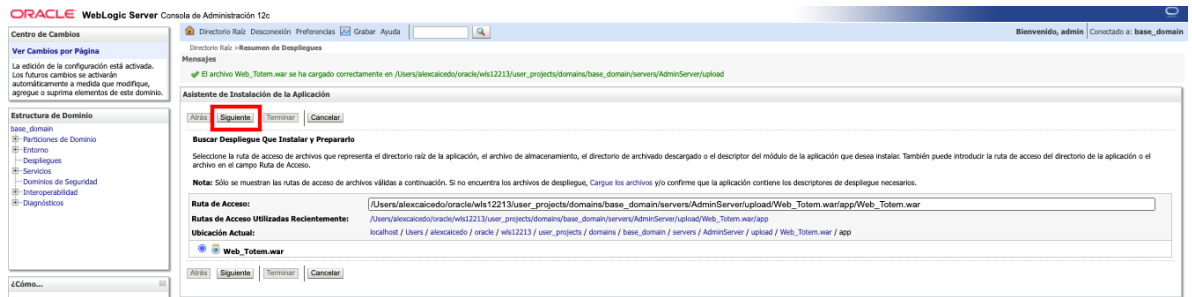 ORACLE WebLogic Server Consola de Administración 12c
Centro de Cambios
Ver Cambios por Página
La edición de la configuración está activada.
Los futuros cambios se activarán
automáticamente a medida que modifique,
agregue o suprima elementos de este dominio.
Estructura de Dominio
base_domain
Particiones de Dominio
Entorno
Despliegues
Servicios
Dominios de Seguridad
Interoperabilidad
Diagnósticos
¿Cómo...
Directorio Raíz Desconexión Preferencias Grabar Ayuda
Bienvenido, admin Conectado a: base_domain
Directorio Raíz >Resumen de Despliegues
Mensajes
El archivo Web_Totem.war se ha cargado correctamente en /Users/alexcaicedo/oracle/wls12213/user_projects/domains/base_domain/servers/AdminServer/upload
Asistente de Instalación de la Aplicación
Atrás Siguiente Terminar Cancelar
Buscar Despliegue Que Instalar y Prepararlo
Seleccione la ruta de acceso de archivos que representa el directorio raíz de la aplicación, el archivo de almacenamiento, el directorio de archivado descargado o el descriptor del módulo de la aplicación que desea instalar. También puede introducir la ruta de acceso del directorio de la aplicación o el
archivo en el campo Ruta de Acceso.
Nota: Sólo se muestran las rutas de acceso de archivos válidas a continuación. Si no encuentra los archivos de despliegue, Cargue los archivos y/o confirme que la aplicación contiene los descriptores de despliegue necesarios.
Ruta de Acceso: /Users/alexcaicedo/oracle/wls12213/user_projects/domains/base_domain/servers/AdminServer/upload/Web_Totem.war/app/Web_Totem.war
Rutas de Acceso Utilizadas Recientemente: /Users/alexcaicedo/oracle/wls12213/user_projects/domains/base_domain/servers/AdminServer/upload/Web_Totem.war/app
Ubicación Actual: localhost / Users / alexcaicedo / oracle / wls12213 / user_projects / domains / base_domain / servers / AdminServer / upload / Web_Totem.war / app
Web_Totem.war
Atrás Siguiente Terminar Cancelar